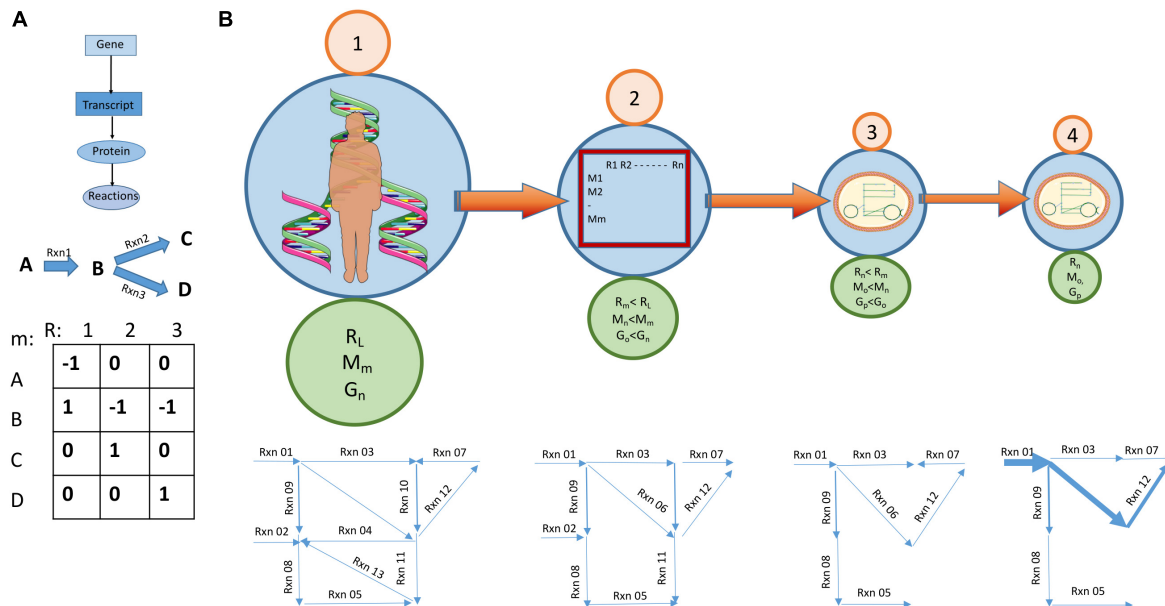 A
Gene
Transcript
Protein
Reactions
A
Rxn1
B
Rxn2
Rxn3
C
D
R: 1 2 3
m:
A -1 0 0
B 1 -1 -1
C 0 1 0
D 0 0 1
B
1
2
3
4
R1 R2 - - - - - - Rn
M1
M2
-
Mm
R_L
M_m
G_n
R_m< R_L
M_n<M_m
G_o<G_n
R_n< R_m
M_o<M_n
G_p<G_o
R_n
M_o,
G_p
Rxn 01
Rxn 03
Rxn 07
Rxn 09
Rxn 10
Rxn 12
Rxn 02
Rxn 04
Rxn 13
Rxn 11
Rxn 08
Rxn 05
Rxn 01
Rxn 03
Rxn 07
Rxn 09
Rxn 06
Rxn 12
Rxn 02
Rxn 11
Rxn 08
Rxn 05
Rxn 01
Rxn 03
Rxn 07
Rxn 09
Rxn 06
Rxn 12
Rxn 08
Rxn 05
Rxn 01
Rxn 03
Rxn 07
Rxn 09
Rxn 12
Rxn 08
Rxn 05